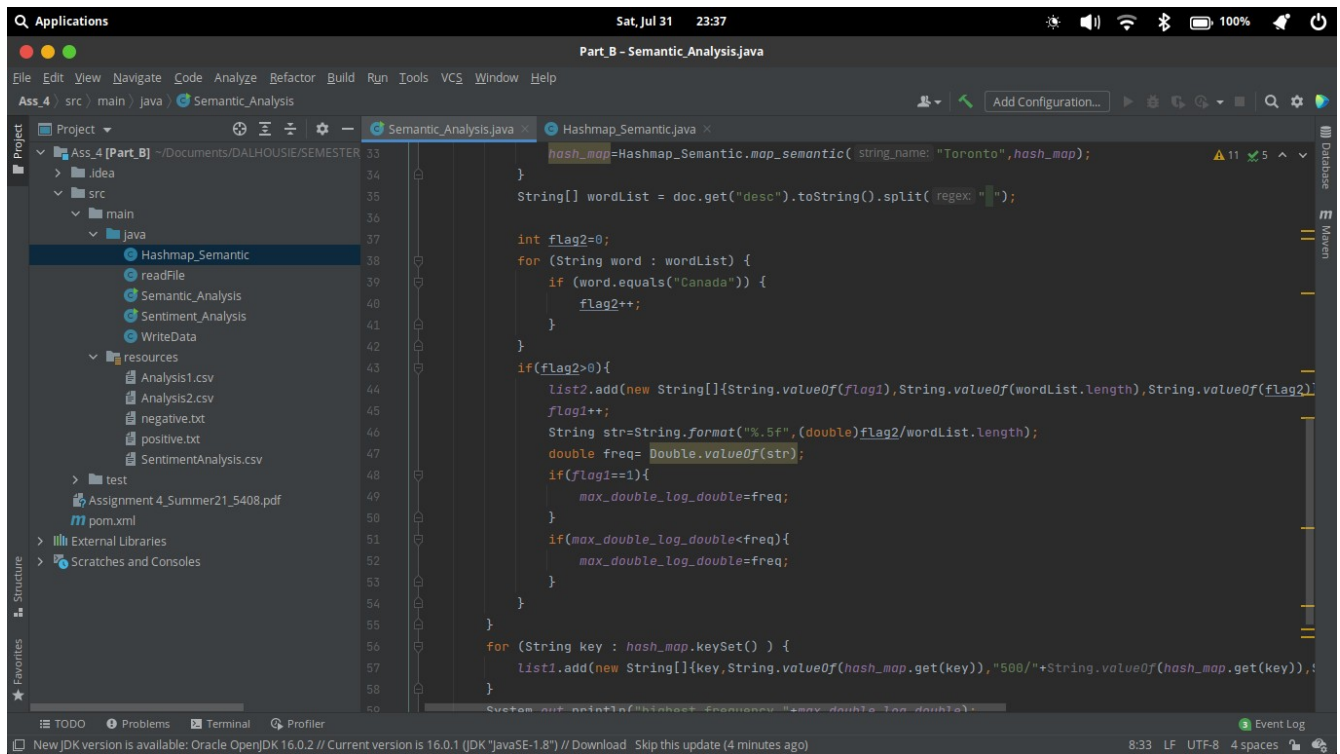 Applications Sat, Jul 31 23:37 100%
Part_B – Semantic_Analysis.java
File Edit View Navigate Code Analyze Refactor Build Run Tools VCS Window Help
Ass_4 src main java Semantic_Analysis Add Configuration...
Project
Project
Semantic_Analysis.java
Hashmap_Semantic.java
Ass_4 [Part_B] ~/Documents/DALHOUSIE/SEMESTER
.idea
src
main
java
Hashmap_Semantic
readFile
Semantic_Analysis
Sentiment_Analysis
WriteData
resources
Analysis1.csv
Analysis2.csv
negative.txt
positive.txt
SentimentAnalysis.csv
test
Assignment 4_Summer21_5408.pdf
pom.xml
External Libraries
Scratches and Consoles
Structure
Favorites
33 hash_map=Hashmap_Semantic.map_semantic( string_name: "Toronto",hash_map);
34 }
35 String[] wordList = doc.get("desc").toString().split( regex: " ");
36
37 int flag2=0;
38 for (String word : wordList) {
39 if (word.equals("Canada")) {
40 flag2++;
41 }
42 }
43 if(flag2>0){
44 list2.add(new String[]{String.valueOf(flag1),String.valueOf(wordList.length),String.valueOf(flag2)}
45 flag1++;
46 String str=String.format("%.5f",(double)flag2/wordList.length);
47 double freq= Double.valueOf(str);
48 if(flag1==1){
49 max_double_log_double=freq;
50 }
51 if(max_double_log_double<freq){
52 max_double_log_double=freq;
53 }
54 }
55 }
56 for (String key : hash_map.keySet() ) {
57 list1.add(new String[]{key,String.valueOf(hash_map.get(key)),"500/"+String.valueOf(hash_map.get(key)),
58 }
59 System.out.println("highest frequency "+max_double_log_double);
11 5
Database
m Maven
TODO Problems Terminal Profiler 3 Event Log
New JDK version is available: Oracle OpenJDK 16.0.2 // Current version is 16.0.1 (JDK "JavaSE-1.8") // Download Skip this update (4 minutes ago) 8:33 LF UTF-8 4 spaces